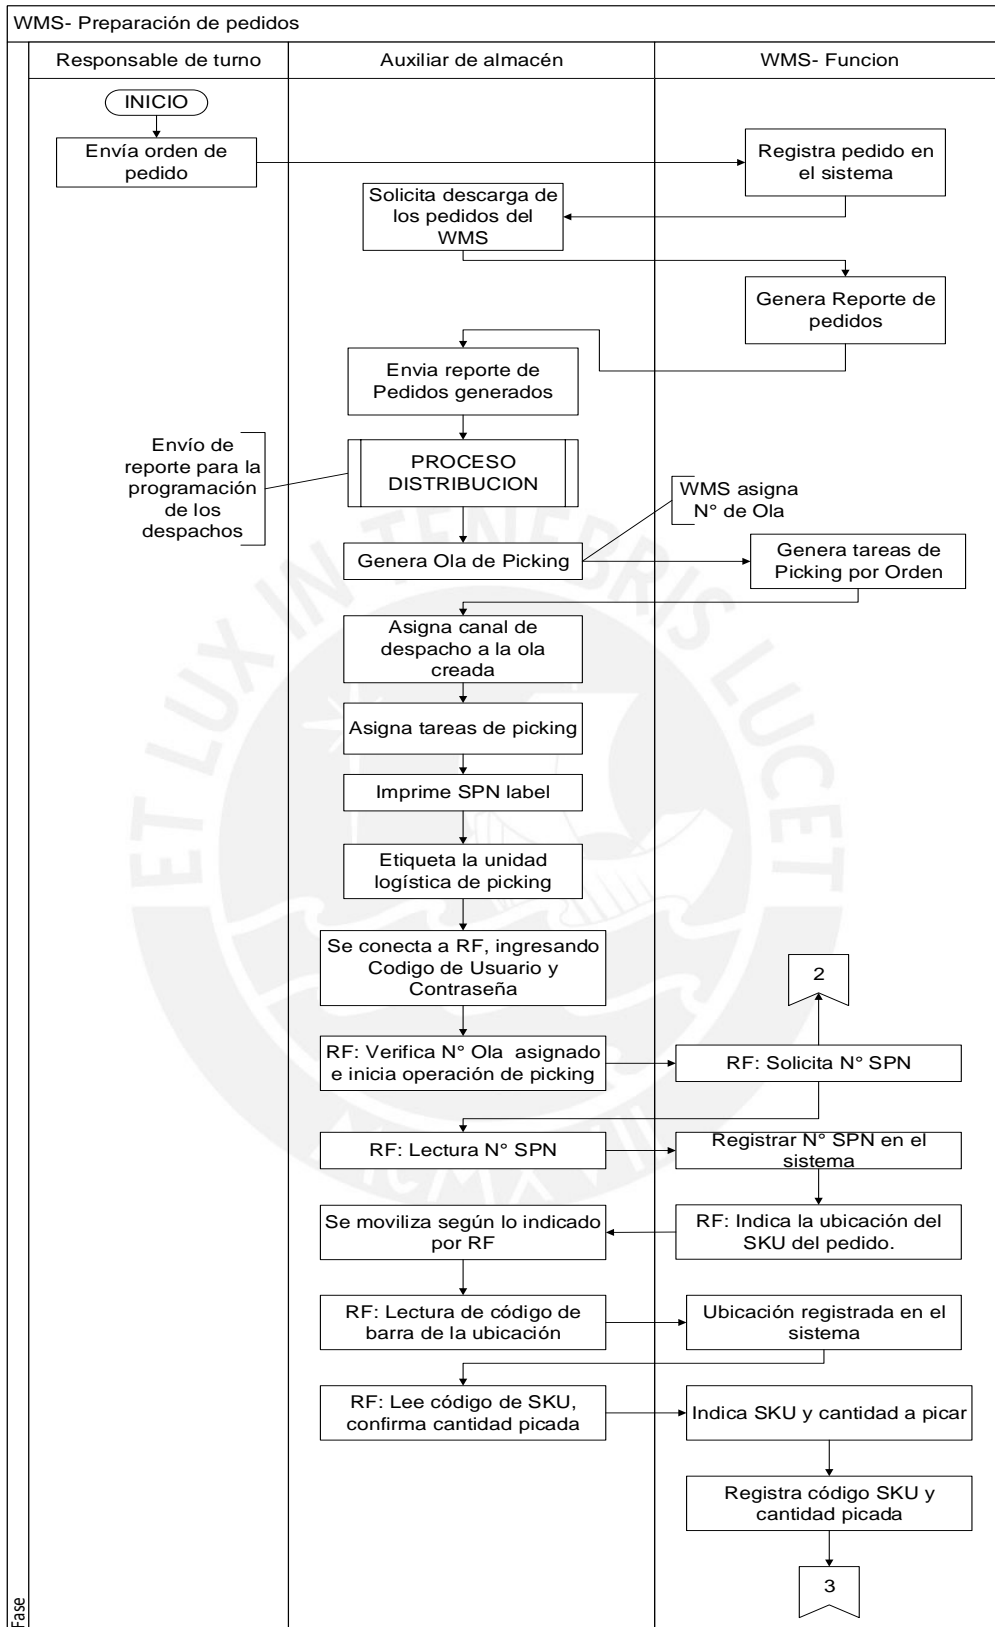 WMS- Preparación de pedidos
Responsable de turno
Auxiliar de almacén
WMS- Funcion
INICIO
Envía orden de
pedido
Registra pedido en
el sistema
Solicita descarga de
los pedidos del
WMS
Genera Reporte de
pedidos
Envia reporte de
Pedidos generados
Envío de
reporte para la
programación
de los
despachos
PROCESO
DISTRIBUCION
WMS asigna
N° de Ola
Genera Ola de Picking
Genera tareas de
Picking por Orden
Asigna canal de
despacho a la ola
creada
Asigna tareas de picking
Imprime SPN label
Etiqueta la unidad
logística de picking
Se conecta a RF, ingresando
Codigo de Usuario y
Contraseña
2
RF: Verifica N° Ola asignado
e inicia operación de picking
RF: Solicita N° SPN
RF: Lectura N° SPN
Registrar N° SPN en el
sistema
Se moviliza según lo indicado
por RF
RF: Indica la ubicación del
SKU del pedido.
RF: Lectura de código de
barra de la ubicación
Ubicación registrada en el
sistema
RF: Lee código de SKU,
confirma cantidad picada
Indica SKU y cantidad a picar
Registra código SKU y
cantidad picada
3
Fase
ET LUX IN TENEBRIS LUCET
MCMXVII